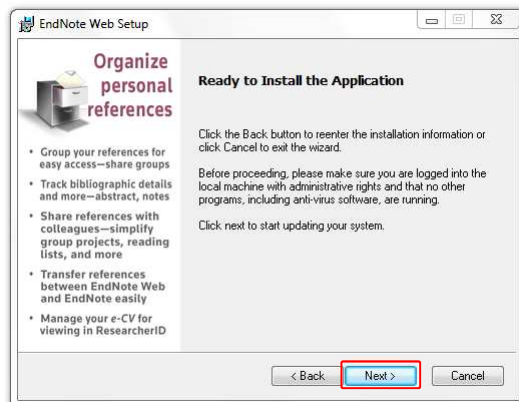 EndNote Web Setup
Organize
personal
references
• Group your references for
easy access—share groups
• Track bibliographic details
and more—abstract, notes
• Share references with
colleagues—simplify
group projects, reading
lists, and more
• Transfer references
between EndNote Web
and EndNote easily
• Manage your e-CV for
viewing in ResearcherID
Ready to Install the Application
Click the Back button to reenter the installation information or
click Cancel to exit the wizard.
Before proceeding, please make sure you are logged into the
local machine with administrative rights and that no other
programs, including anti-virus software, are running.
Click next to start updating your system.
< Back
Next >
Cancel